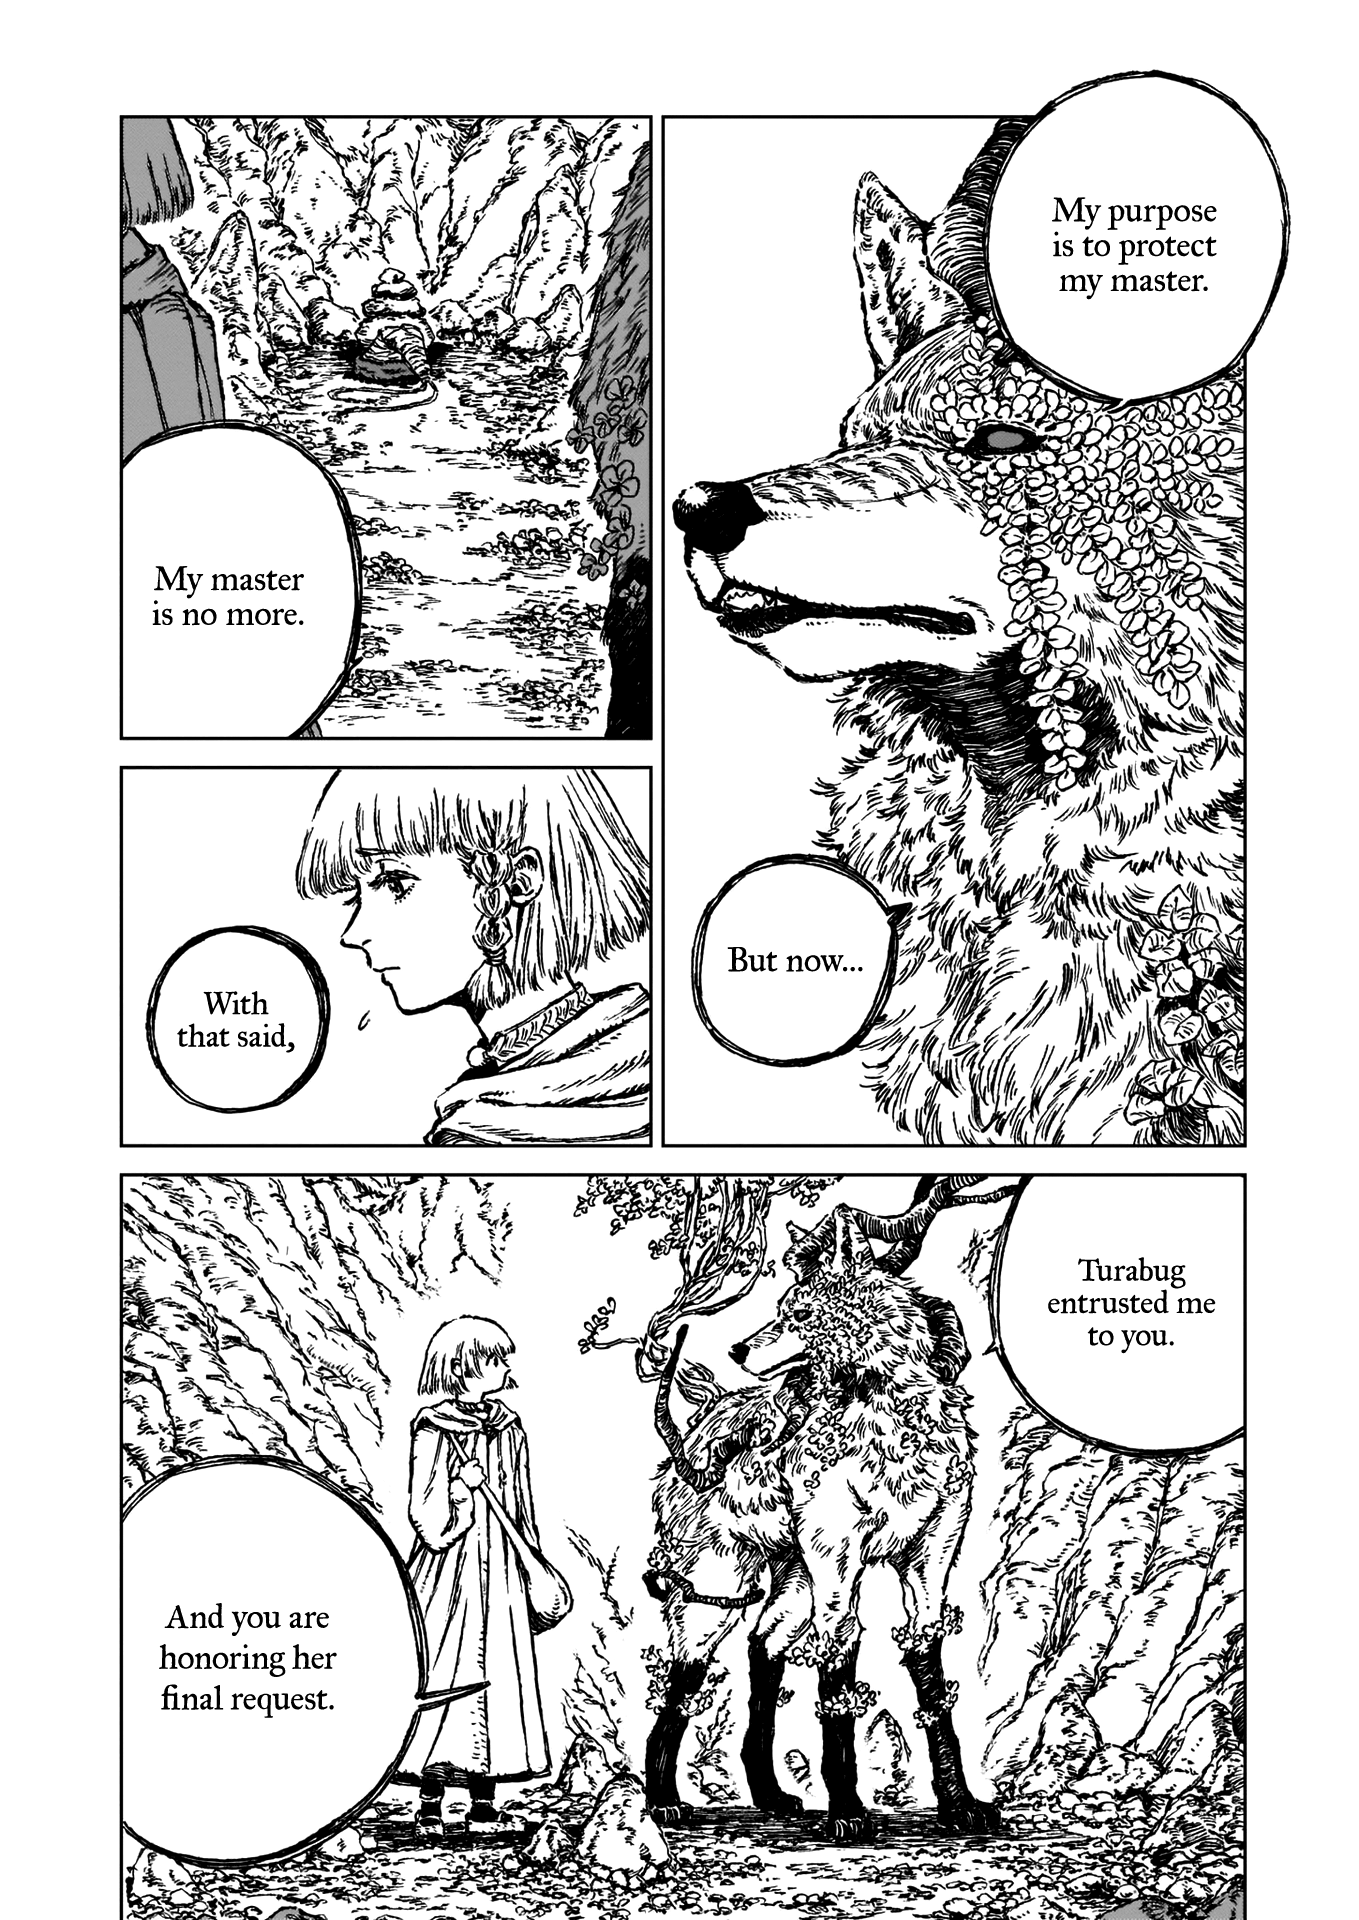 My purpose
is to protect
my master.
But now...
My master
is no more.
With
that said,
Turabug
entrusted me
to you.
And you are
honoring her
final request.